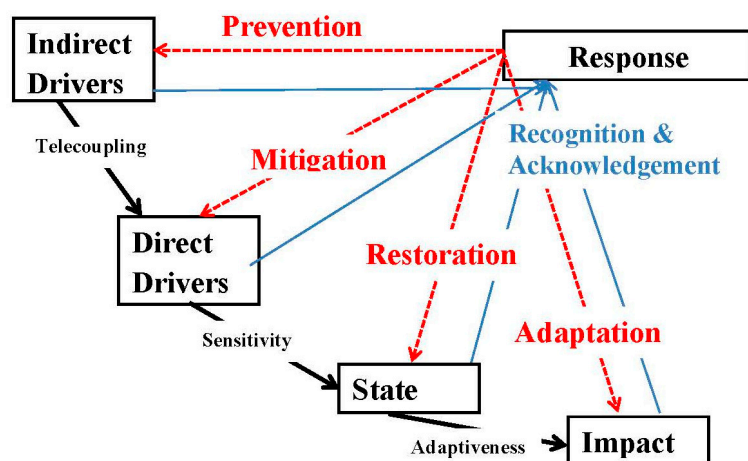 Prevention
Indirect
Drivers
Response
Telecoupling
Mitigation
Recognition &
Acknowledgement
Direct
Drivers
Restoration
Sensitivity
Adaptation
State
Adaptiveness
Impact